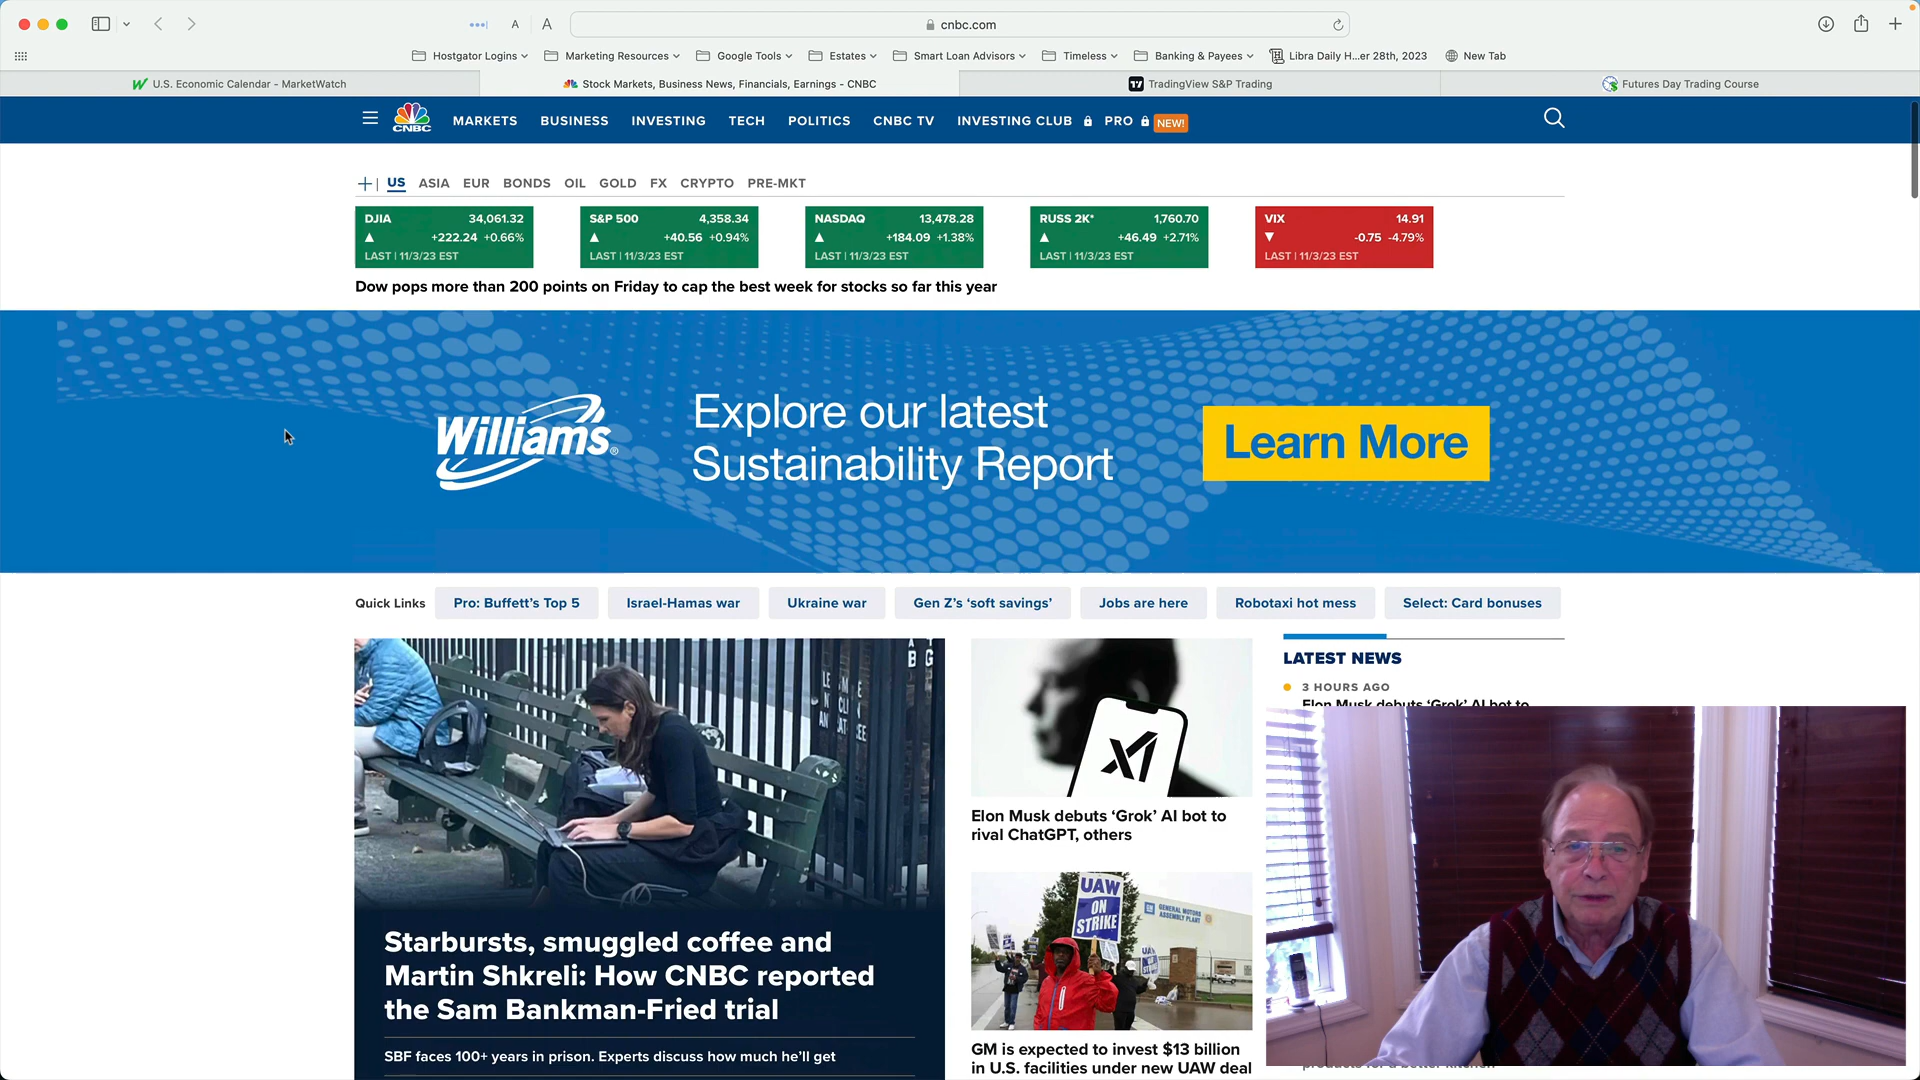 A A
cnbc.com
Hostgator Logins Marketing Resources Google Tools Estates Smart Loan Advisors Timeless Banking & Payees Libra Daily H...er 28th, 2023 New Tab
U.S. Economic Calendar - MarketWatch
Stock Markets, Business News, Financials, Earnings - CNBC
TradingView S&P Trading
Futures Day Trading Course
CNBC MARKETS BUSINESS INVESTING TECH POLITICS CNBC TV INVESTING CLUB PRO NEW!
US ASIA EUR BONDS OIL GOLD FX CRYPTO PRE-MKT
DJIA 34,061.32
+222.24 +0.66%
LAST | 11/3/23 EST
S&P 500 4,358.34
+40.56 +0.94%
LAST | 11/3/23 EST
NASDAQ 13,478.28
+184.09 +1.38%
LAST | 11/3/23 EST
RUSS 2K* 1,760.70
+46.49 +2.71%
LAST | 11/3/23 EST
VIX 14.91
-0.75 -4.79%
LAST | 11/3/23 EST
Dow pops more than 200 points on Friday to cap the best week for stocks so far this year
Williams®
Explore our latest
Sustainability Report
Learn More
Quick Links Pro: Buffett's Top 5 Israel-Hamas war Ukraine war Gen Z's ‘soft savings’ Jobs are here Robotaxi hot mess Select: Card bonuses
Starbursts, smuggled coffee and
Martin Shkreli: How CNBC reported
the Sam Bankman-Fried trial
SBF faces 100+ years in prison. Experts discuss how much he'll get
Elon Musk debuts ‘Grok’ AI bot to
rival ChatGPT, others
UAW
ON
STRIKE
GENERAL MOTORS
ASSEMBLY PLANT
GM is expected to invest $13 billion
in U.S. facilities under new UAW deal
LATEST NEWS
3 HOURS AGO
Elon Musk debuts ‘Grok’ AI bot to
products for a better kitchen